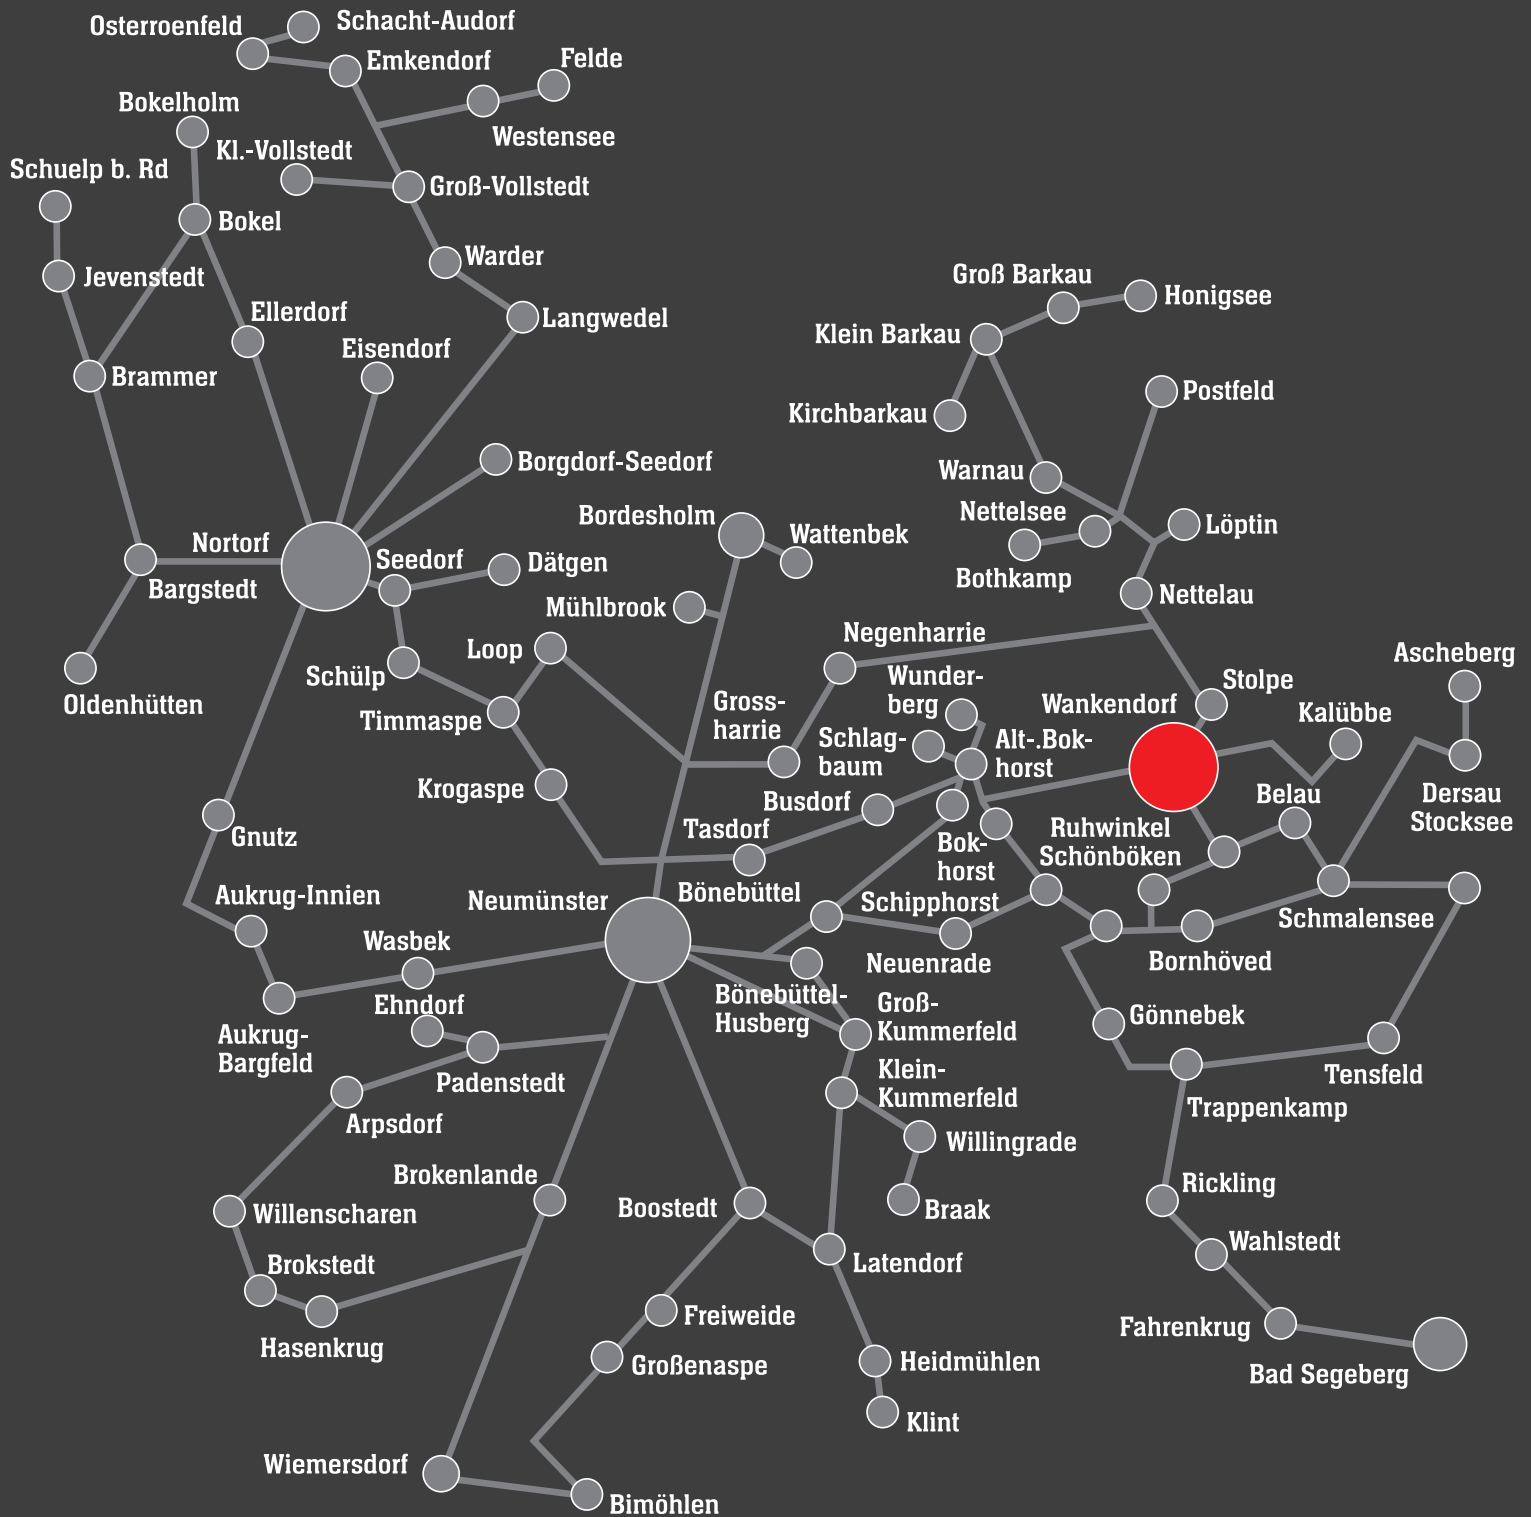 Schacht-Audorf
Osterroenfeld
Emkendorf
Felde
Bokelholm
Westensee
Kl.-Vollstedt
Schuelp b. Rd
Groß-Vollstedt
Bokel
Warder
Jevenstedt
Groß Barkau
Honigsee
Ellerdorf
Langwedel
Klein Barkau
Eisendorf
Brammer
Postfeld
Kirchbarkau
Borgdorf-Seedorf
Warnau
Bordesholm
Nettelsee
Löptin
Wattenbek
Nortorf
Seedorf
Dätgen
Bothkamp
Bargstedt
Nettelau
Mühlbrook
Negenharrie
Loop
Ascheberg
Schülp
Wunder-
berg
Stolpe
Oldenhütten
Wankendorf
Kalübbe
Timmaspe
Gross-
harrie
Schlag-
baum
Alt-.Bok-
horst
Krogaspe
Busdorf
Belau
Dersau
Stocksee
Gnutz
Tasdorf
Bok-
horst
Ruhwinkel
Schönböken
Aukrug-Innien
Neumünster
Bönebüttel
Schipphorst
Schmalensee
Wasbek
Neuenrade
Bornhöved
Ehndorf
Bönebüttel-
Husberg
Groß-
Kummerfeld
Gönnebek
Aukrug-
Bargfeld
Padenstedt
Klein-
Kummerfeld
Tensfeld
Trappenkamp
Arpsdorf
Willingrade
Brokenlande
Rickling
Boostedt
Braak
Willenscharen
Wahlstedt
Brokstedt
Latendorf
Freiweide
Fahrenkrug
Hasenkrug
Großenaspe
Heidmühlen
Bad Segeberg
Klint
Wiemersdorf
Bimöhlen